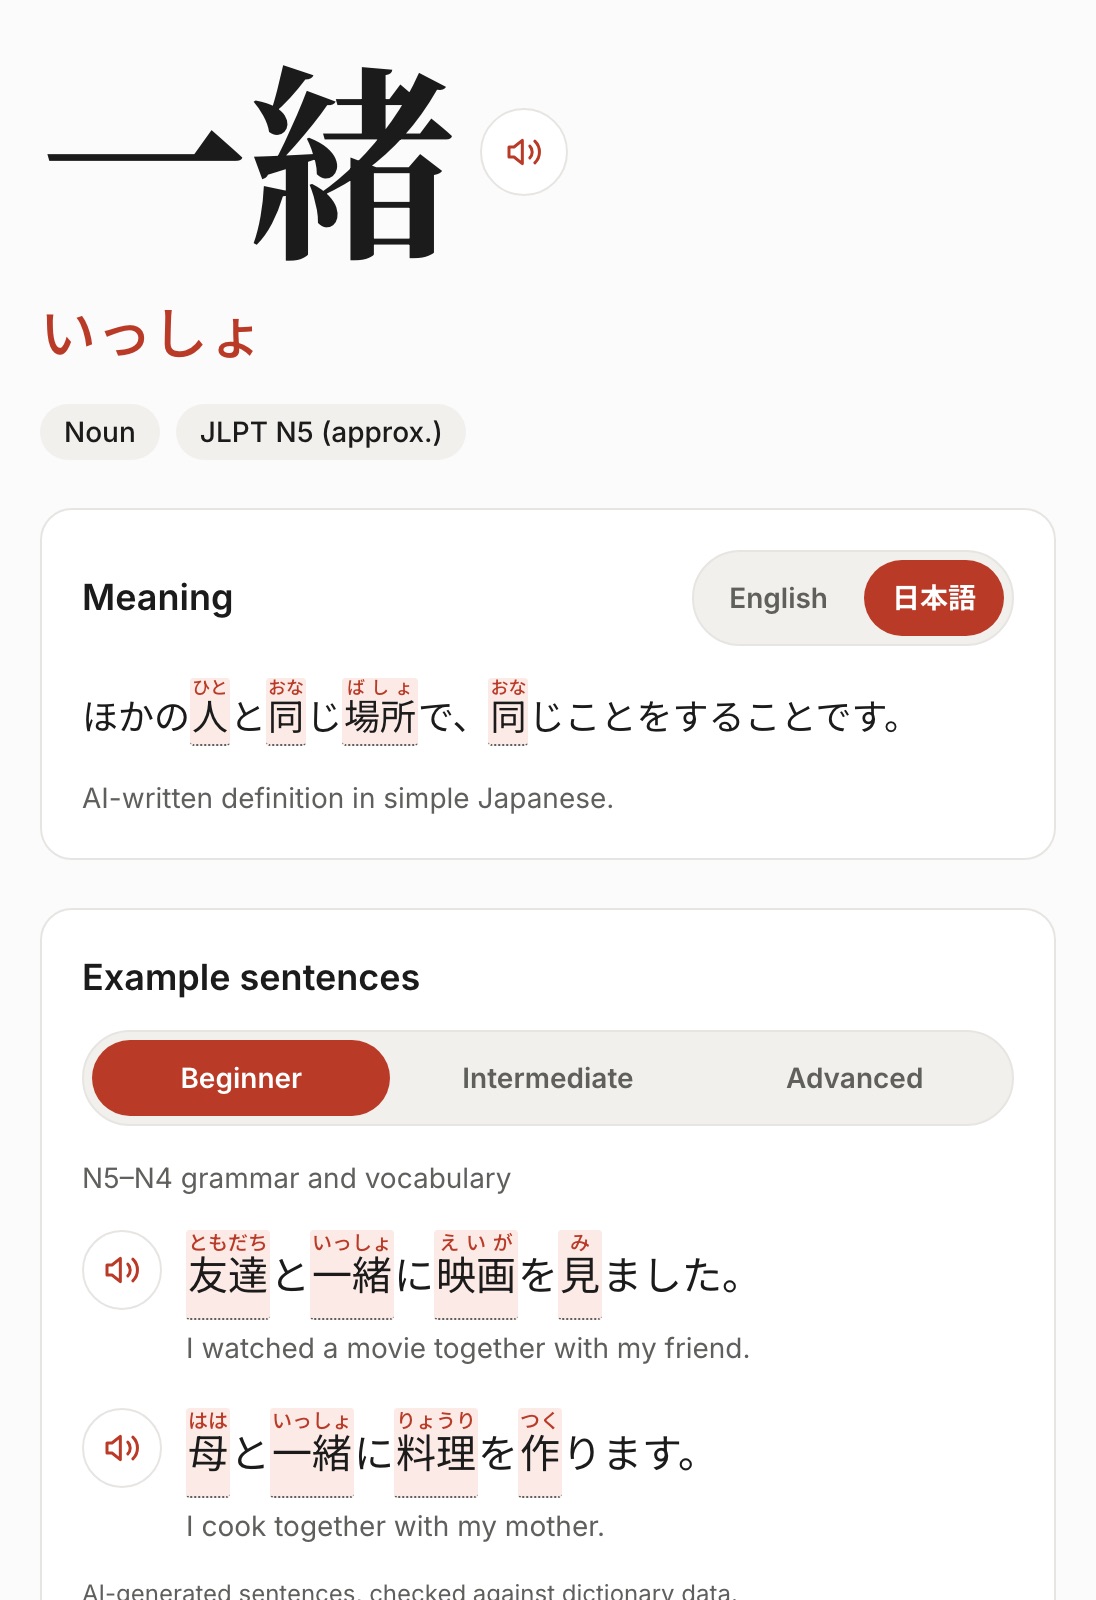 一緒
いっしょ
Noun
JLPT N5 (approx.)
Meaning
English
日本語
ひと おな ばしょ おな
ほかの人と同じ場所で、同じことをすることです。
AI-written definition in simple Japanese.
Example sentences
Beginner
Intermediate
Advanced
N5–N4 grammar and vocabulary
ともだち いっしょ えいが み
友達と一緒に映画を見ました。
I watched a movie together with my friend.
はは いっしょ りょうり つく
母と一緒に料理を作ります。
I cook together with my mother.
AI-generated sentences, checked against dictionary data.